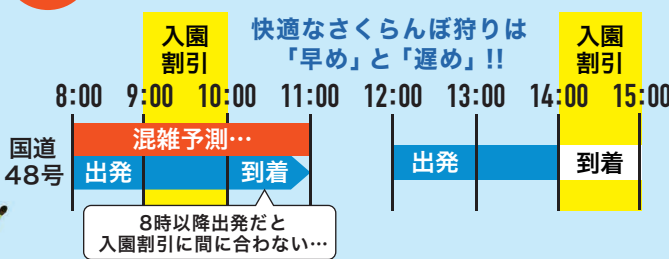 快適なさくらんぼ狩りは
「早め」と「遅め」!!
入園
割引
入園
割引
8:00 9:00 10:00 11:00 12:00 13:00 14:00 15:00
国道
48号
混雑予測…
出発 到着 出発 到着
8時以降出発だと
入園割引に間に合わない…